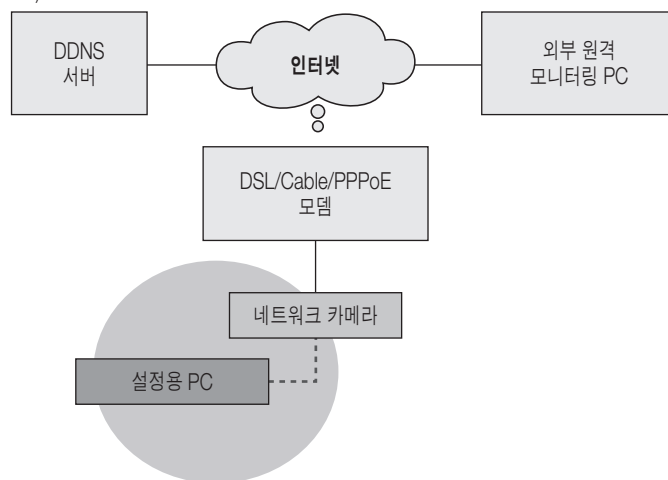 DDNS
서버
인터넷
외부 원격
모니터링 PC
DSL/Cable/PPPoE
모뎀
네트워크 카메라
설정용 PC